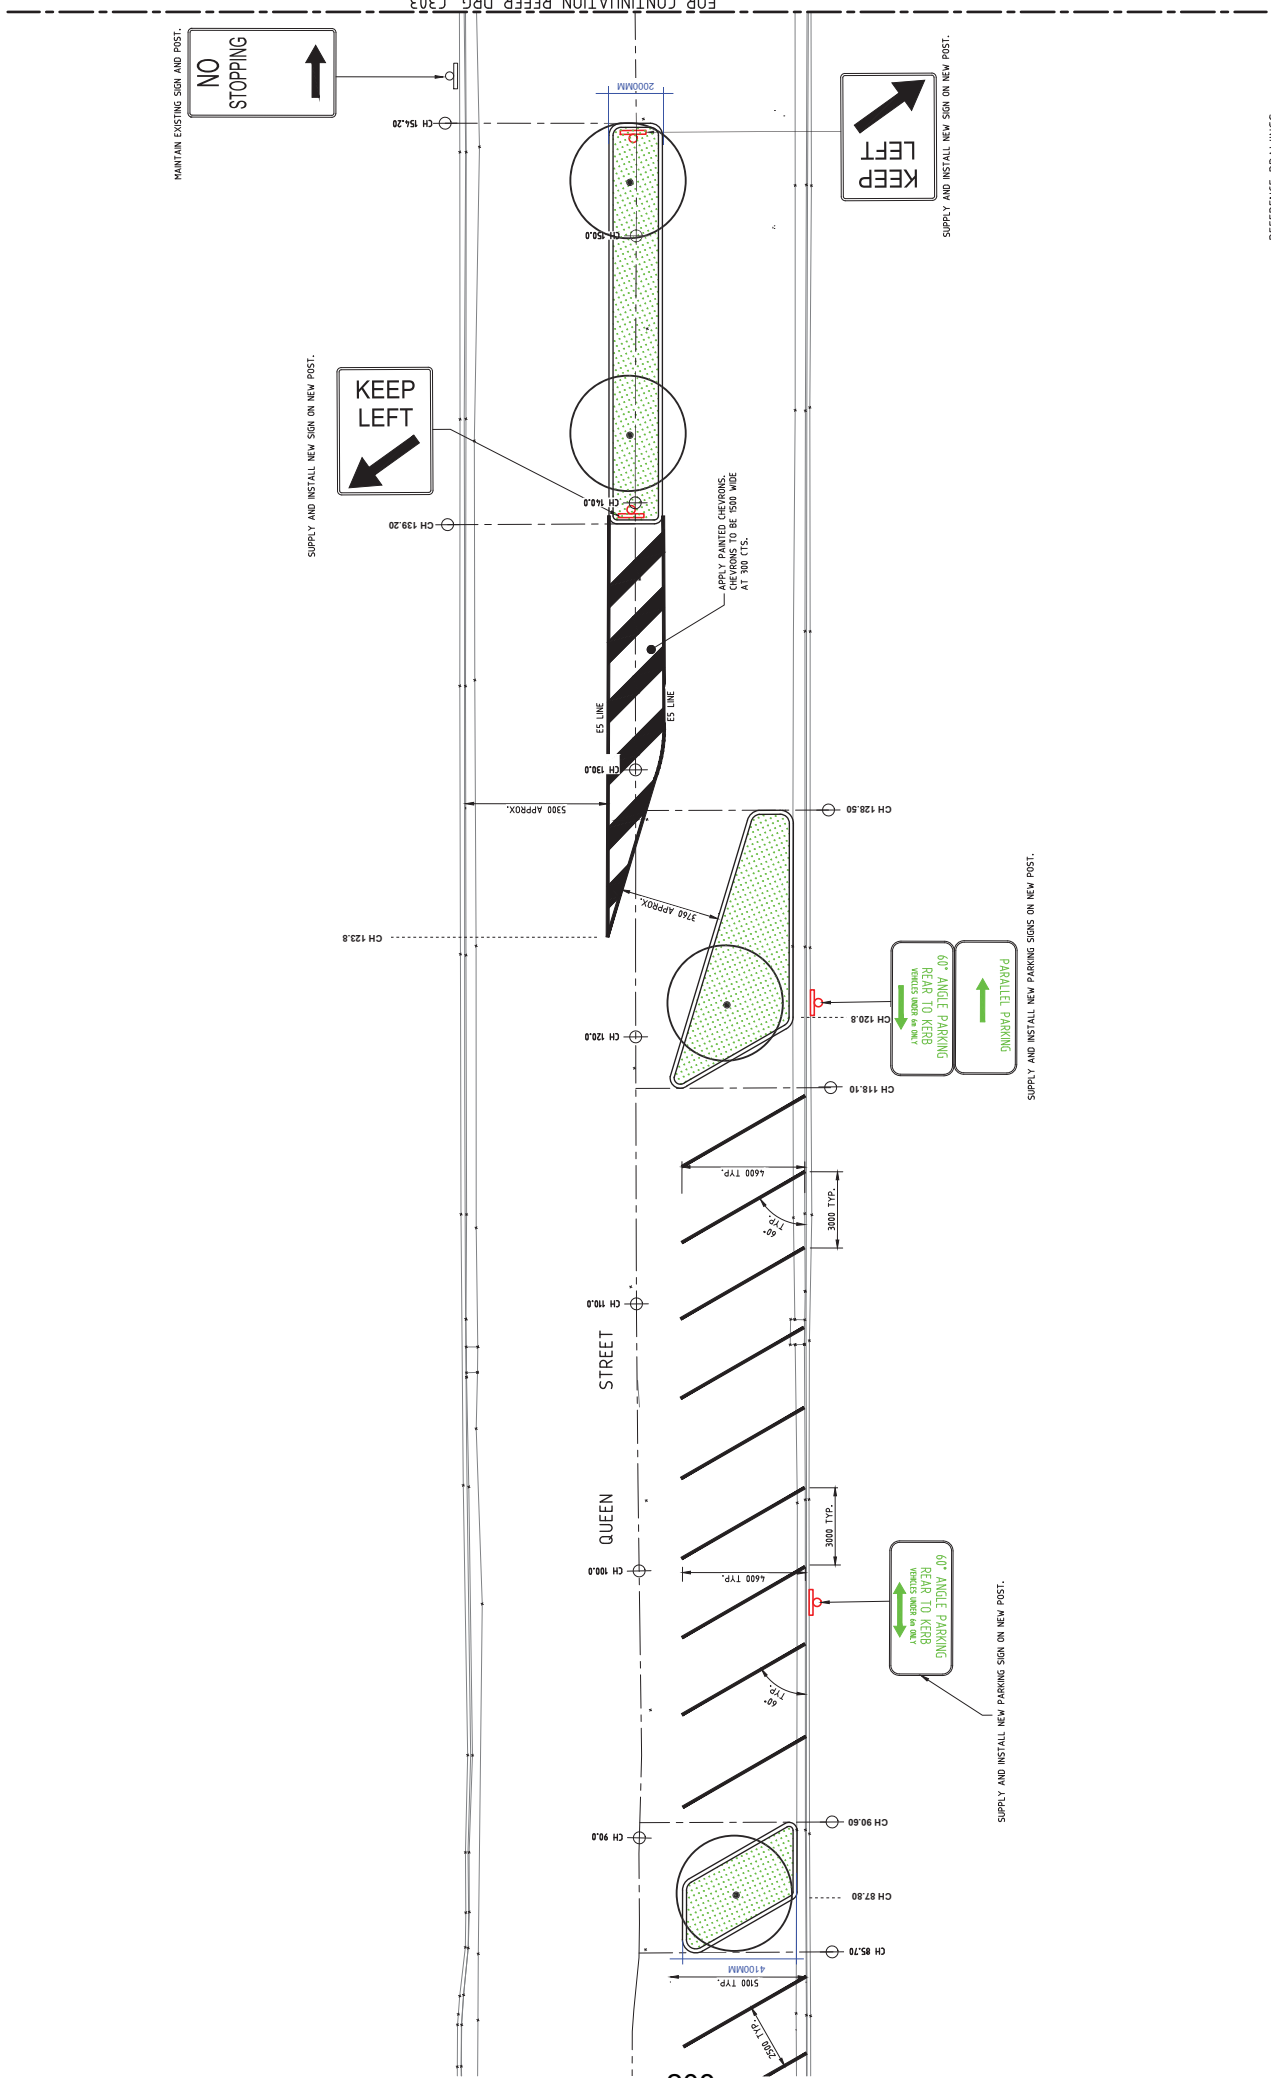 FOR CONTINUATION REFER DRG C303
MAINTAIN EXISTING SIGN AND POST.
NO
STOPPING
CH 154.20
2000MM
KEEP
LEFT
SUPPLY AND INSTALL NEW SIGN ON NEW POST.
CH 150.0
SUPPLY AND INSTALL NEW SIGN ON NEW POST.
KEEP
LEFT
CH 140.0
CH 139.20
APPLY PAINTED CHEVRONS.
CHEVRONS TO BE 1500 WIDE
AT 300 CTS.
E5 LINE
E5 LINE
CH 130.0
5300 APPROX.
CH 128.50
3760 APPROX.
CH 123.8
60° ANGLE PARKING
REAR TO KERB
VEHICLES UNDER 6m ONLY
PARALLEL PARKING
SUPPLY AND INSTALL NEW PARKING SIGNS ON NEW POST.
CH 120.8
CH 120.0
CH 118.10
4600 TYP.
60°
TYP.
3000 TYP.
CH 110.0
QUEEN STREET
3000 TYP.
CH 100.0
4600 TYP.
60° ANGLE PARKING
REAR TO KERB
VEHICLES UNDER 6m ONLY
SUPPLY AND INSTALL NEW PARKING SIGN ON NEW POST.
60°
TYP.
CH 90.60
CH 90.0
CH 87.80
CH 85.70
4100MM
5100 TYP.
2500 TYP.